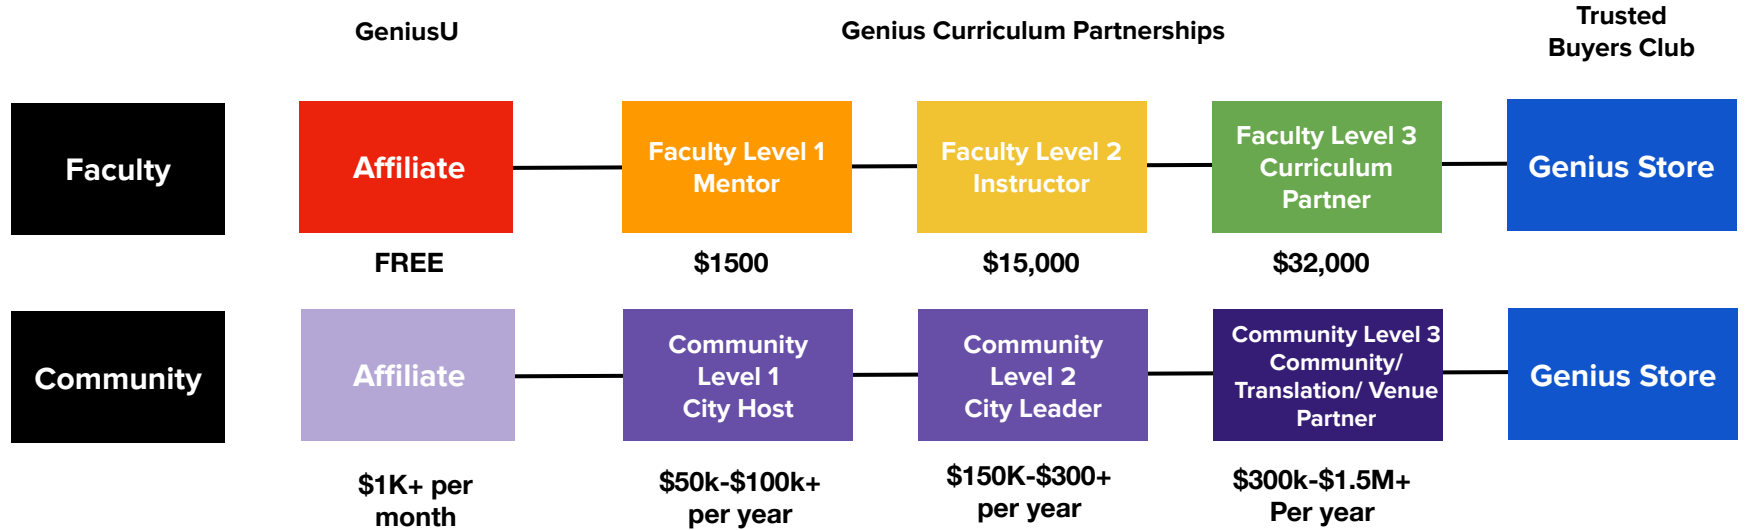 GeniusU
Genius Curriculum Partnerships
Trusted
Buyers Club
Faculty
Affiliate
Faculty Level 1
Mentor
Faculty Level 2
Instructor
Faculty Level 3
Curriculum
Partner
Genius Store
FREE
$1500
$15,000
$32,000
Community
Affiliate
Community
Level 1
City Host
Community
Level 2
City Leader
Community Level 3
Community/
Translation/ Venue
Partner
Genius Store
$1K+ per
month
$50k-$100k+
per year
$150K-$300+
per year
$300k-$1.5M+
Per year